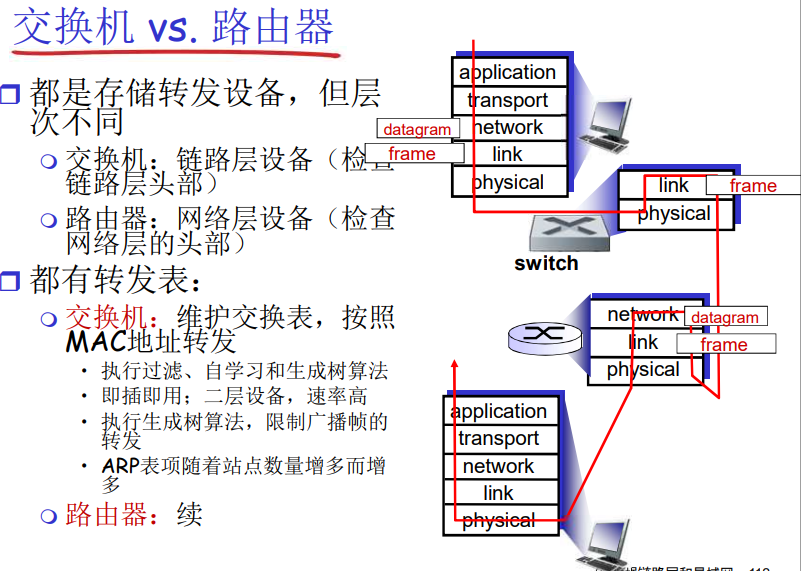 交换机 vs. 路由器
都是存储转发设备，但层
次不同
交换机：链路层设备（检查
链路层头部）
路由器：网络层设备（检查
网络层的头部）
都有转发表：
交换机：维护交换表，按照
MAC地址转发
执行过滤、自学习和生成树算法
即插即用；二层设备，速率高
执行生成树算法，限制广播帧的
转发
ARP表项随着站点数量增多而增
多
路由器：续
application
transport
datagram
network
frame
link
physical
link
frame
physical
switch
network
datagram
link
frame
physical
application
transport
network
link
physical
链路层和局域网 110